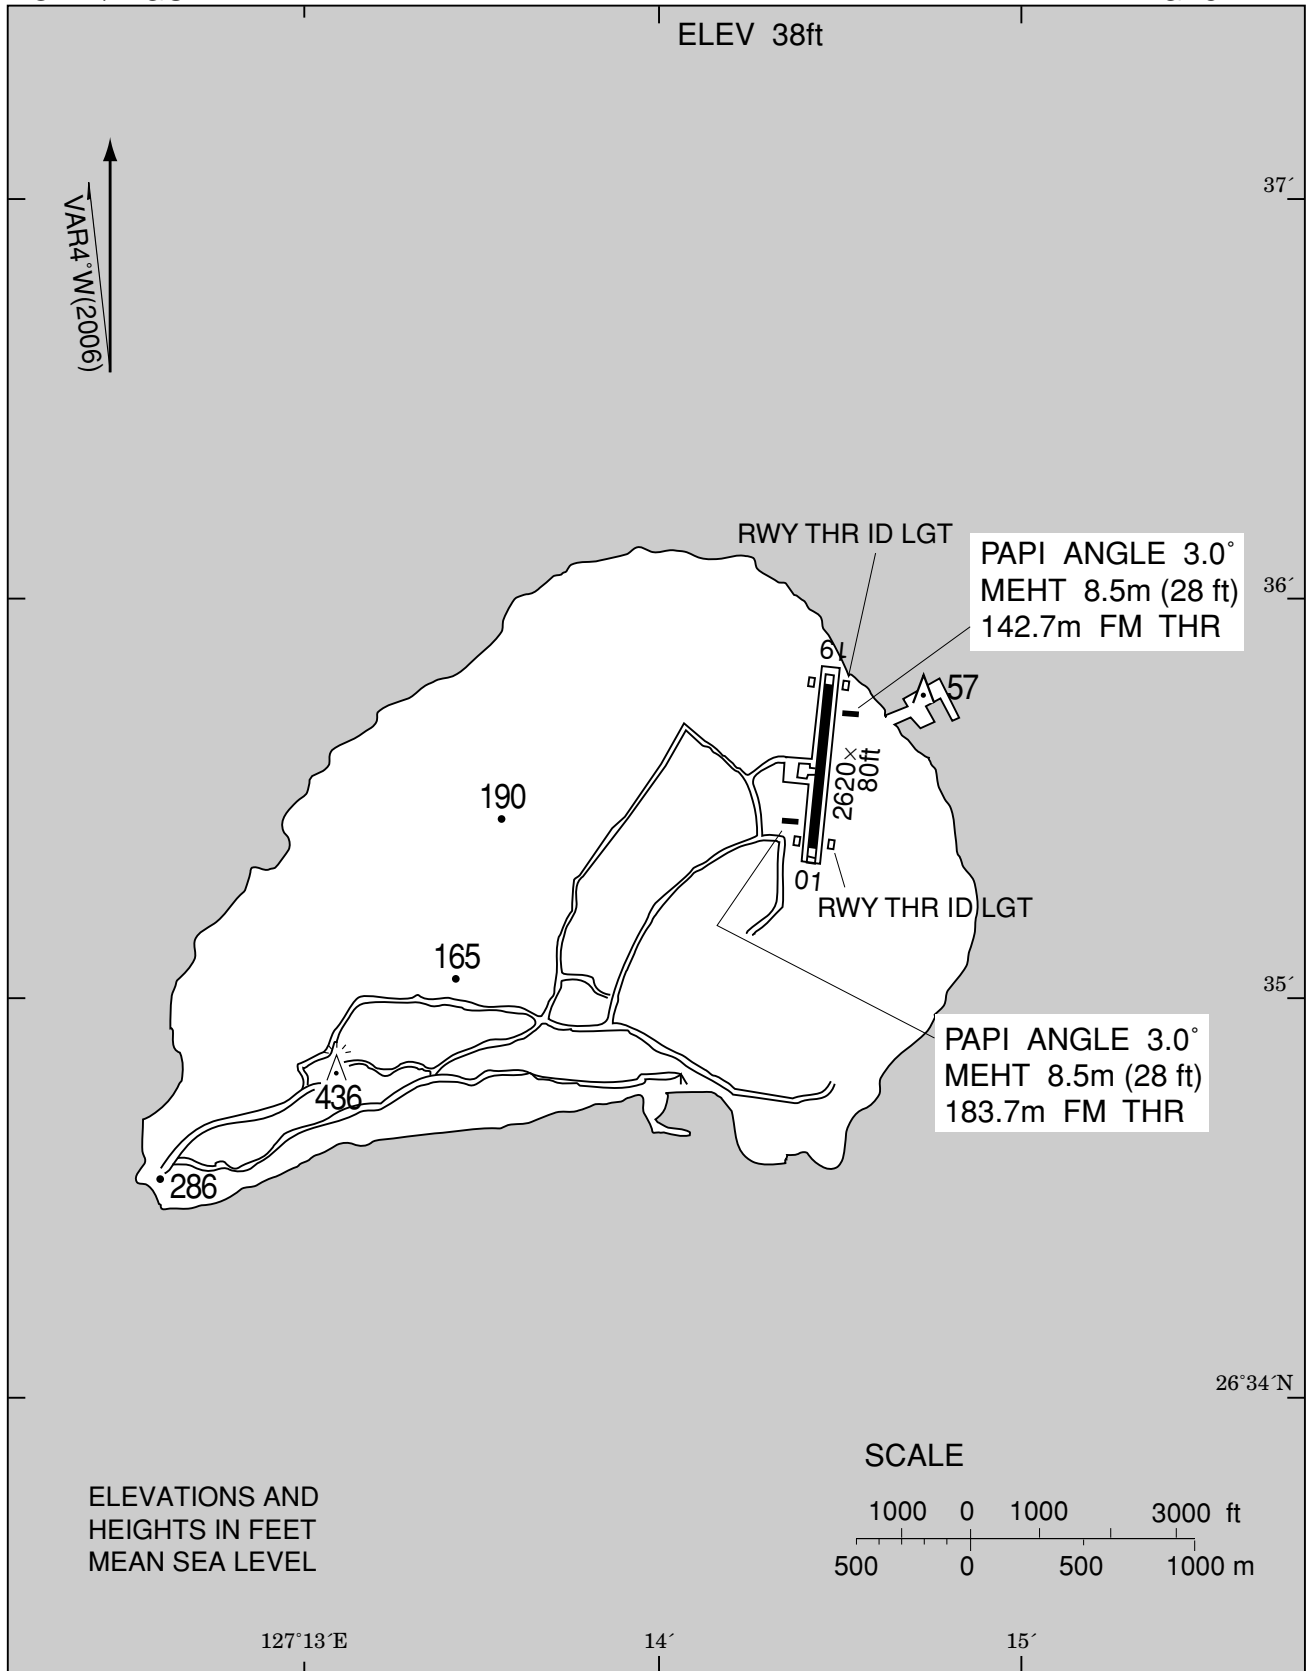 ELEV 38ft
37´
VAR4˚W(2006)
RWY THR ID LGT
PAPI ANGLE 3.0˚
MEHT 8.5m (28 ft)
142.7m FM THR
36´
19
57
2620×
80ft
190
01
RWY THR ID LGT
165
35´
PAPI ANGLE 3.0˚
MEHT 8.5m (28 ft)
183.7m FM THR
436
286
26˚34´N
SCALE
1000 0 1000 3000 ft
500 0 500 1000 m
ELEVATIONS AND
HEIGHTS IN FEET
MEAN SEA LEVEL
127˚13´E 14´ 15´